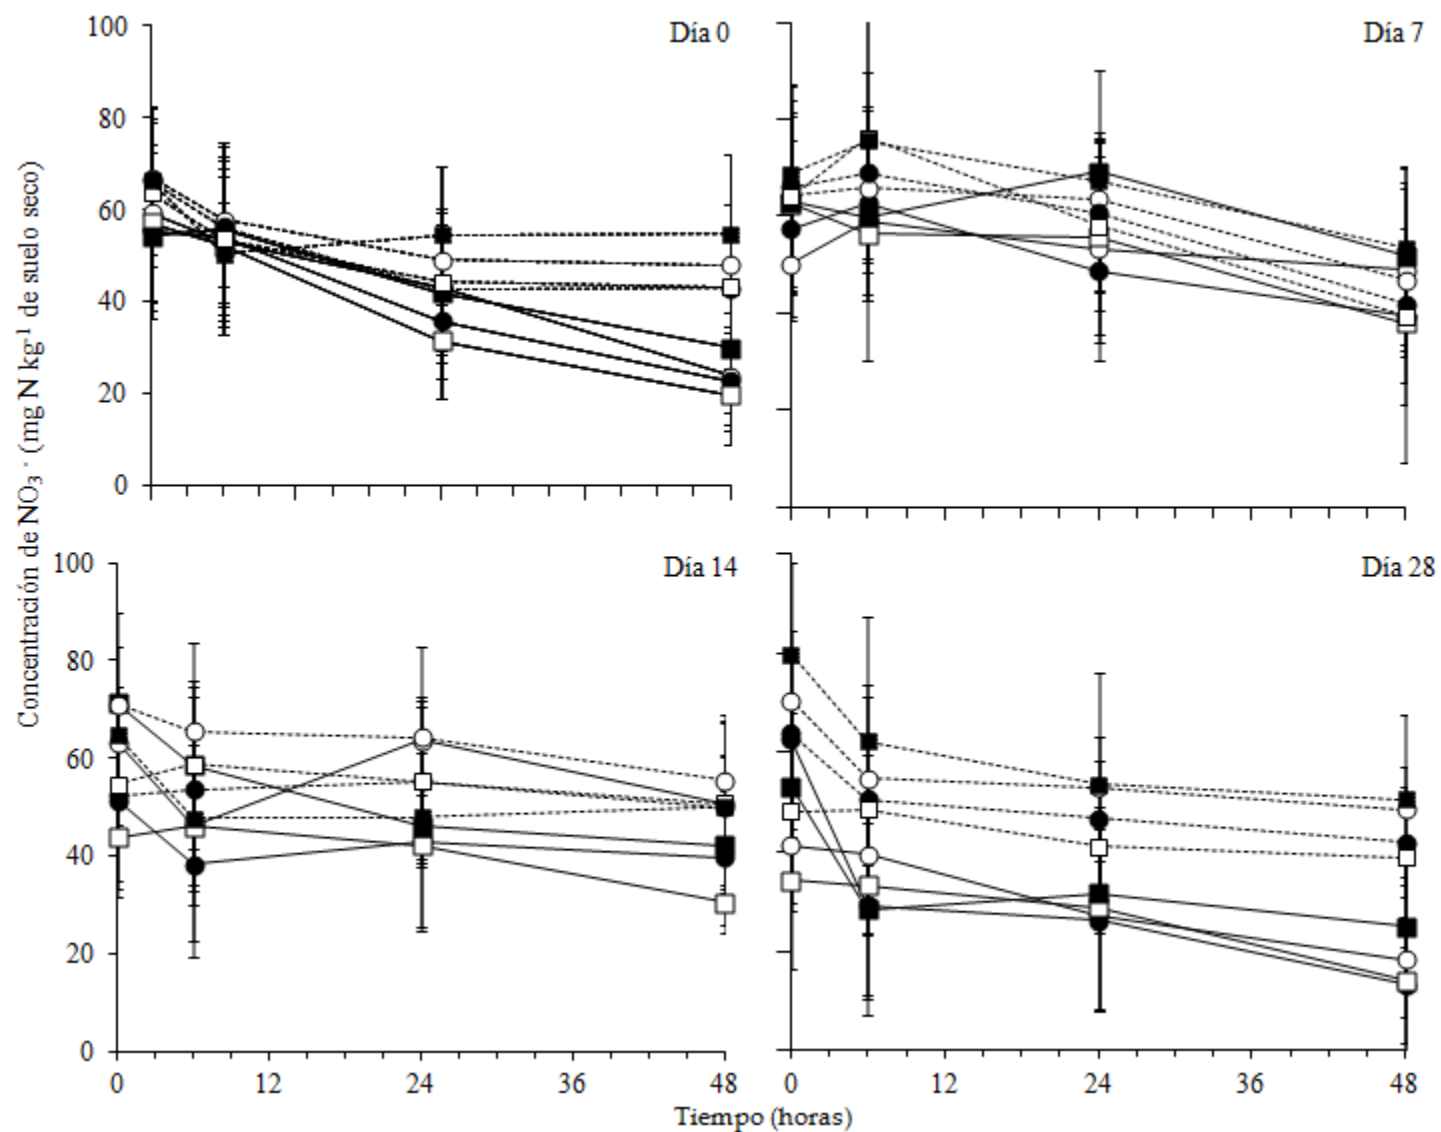 Concentración de NO₃⁻ (mg N kg⁻¹ de suelo seco)
Día 0
100
80
60
40
20
0
Día 7
Día 14
100
80
60
40
20
0
0 12 24 36 48
Día 28
0 12 24 36 48
Tiempo (horas)